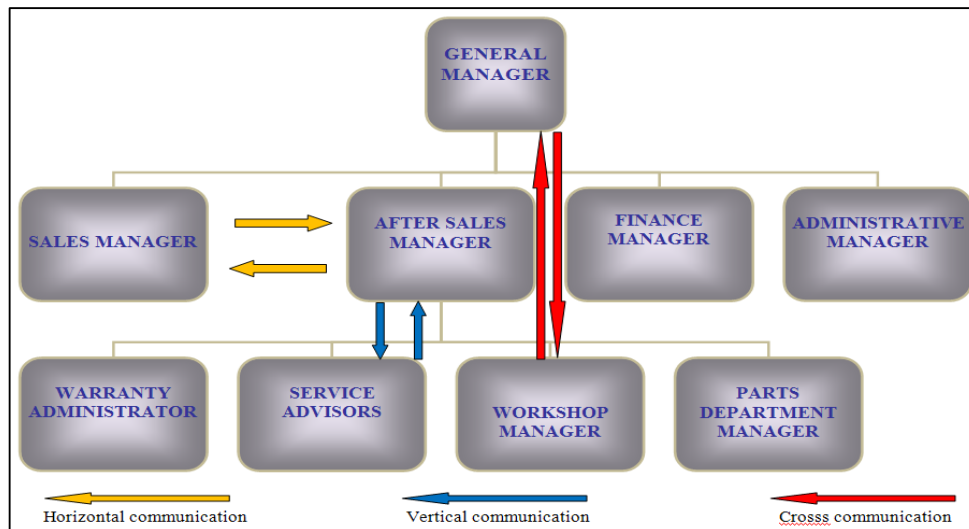 GENERAL
MANAGER
SALES MANAGER
AFTER SALES
MANAGER
FINANCE
MANAGER
ADMINISTRATIVE
MANAGER
WARRANTY
ADMINISTRATOR
SERVICE
ADVISORS
WORKSHOP
MANAGER
PARTS
DEPARTMENT
MANAGER
Horizontal communication
Vertical communication
Crosss communication